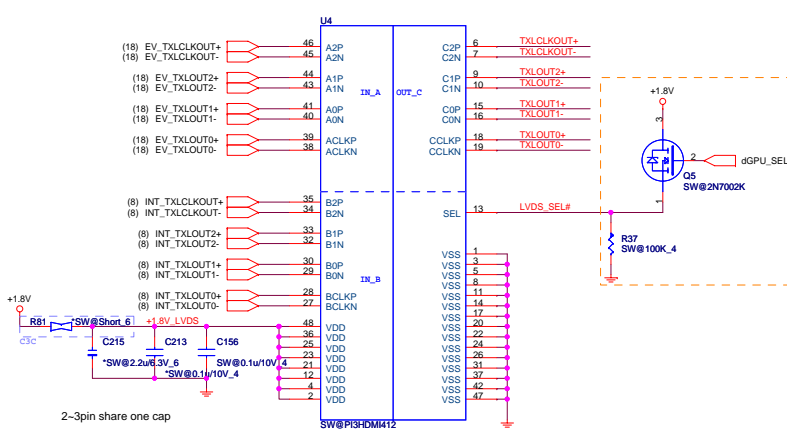 U4
(18) EV_TXLCLKOUT+ 46 A2P C2P 6 TXLCLKOUT+
(18) EV_TXLCLKOUT- 45 A2N C2N 7 TXLCLKOUT-
(18) EV_TXLOUT2+ 44 A1P C1P 9 TXLOUT2+
(18) EV_TXLOUT2- 43 A1N C1N 10 TXLOUT2-
IN_A OUT_C
+1.8V
(18) EV_TXLOUT1+ 41 A0P C0P 15 TXLOUT1+
(18) EV_TXLOUT1- 40 A0N C0N 16 TXLOUT1-
3
(18) EV_TXLOUT0+ 39 ACLKP CCLKP 18 TXLOUT0+
(18) EV_TXLOUT0- 38 ACLKN CCLKN 19 TXLOUT0-
2 dGPU_SEL
Q5
SW@2N7002K
1
(8) INT_TXLCLKOUT+ 35 B2P
(8) INT_TXLCLKOUT- 34 B2N SEL 13 LVDS_SEL#
(8) INT_TXLOUT2+ 33 B1P
(8) INT_TXLOUT2- 32 B1N
R37
SW@100K_4
(8) INT_TXLOUT1+ 30 B0P
(8) INT_TXLOUT1- 29 B0N
IN_B
(8) INT_TXLOUT0+ 28 BCLKP
(8) INT_TXLOUT0- 27 BCLKN
VSS 1
VSS 3
VSS 5
VSS 8
VSS 11
VSS 14
VSS 17
VSS 20
VSS 22
VSS 24
VSS 26
VSS 31
VSS 37
VSS 42
VSS 47
+1.8V
R81 *SW@Short_6 +1.8V_LVDS
C3C
48 VDD
36 VDD
25 VDD
23 VDD
21 VDD
12 VDD
4 VDD
2 VDD
C215
*SW@2.2u/6.3V_6
C213
*SW@0.1u/10V_4
C156
SW@0.1u/10V_4
2~3pin share one cap
SW@PI3HDMI412